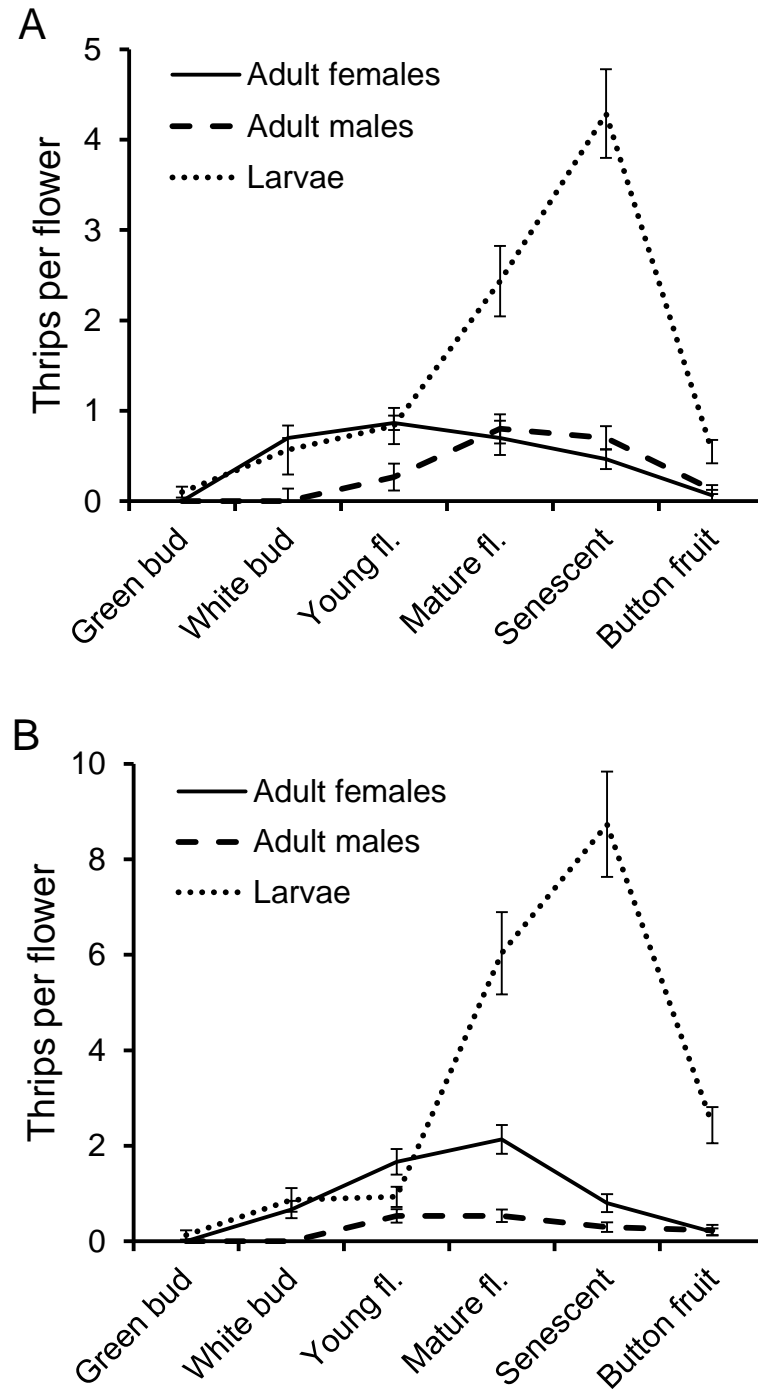 A
5
4
3
2
1
0
Thrips per flower
Adult females
Adult males
Larvae
Green bud
White bud
Young fl.
Mature fl.
Senescent
Button fruit
B
10
8
6
4
2
0
Thrips per flower
Adult females
Adult males
Larvae
Green bud
White bud
Young fl.
Mature fl.
Senescent
Button fruit